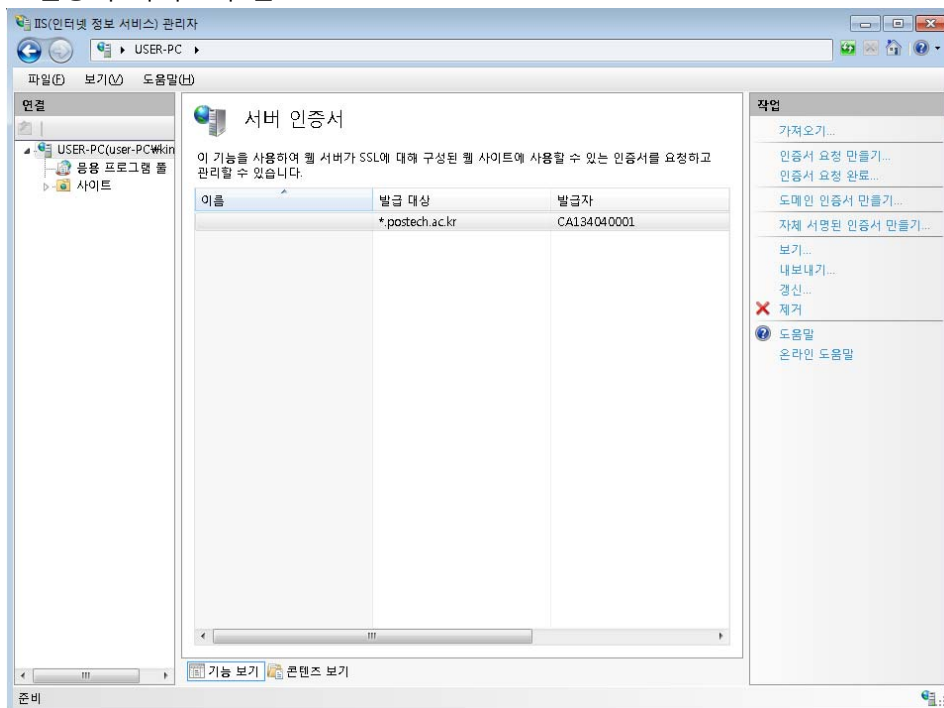 IIS(인터넷 정보 서비스) 관리자
USER-PC
파일(F) 보기(V) 도움말(H)
연결
USER-PC(user-PC₩kin
응용 프로그램 풀
사이트
서버 인증서
이 기능을 사용하여 웹 서버가 SSL에 대해 구성된 웹 사이트에 사용할 수 있는 인증서를 요청하고
관리할 수 있습니다.
이름 발급 대상 발급자
*.postech.ac.kr CA134040001
기능 보기 콘텐츠 보기
작업
가져오기...
인증서 요청 만들기...
인증서 요청 완료...
도메인 인증서 만들기...
자체 서명된 인증서 만들기...
보기...
내보내기...
갱신...
제거
도움말
온라인 도움말
준비